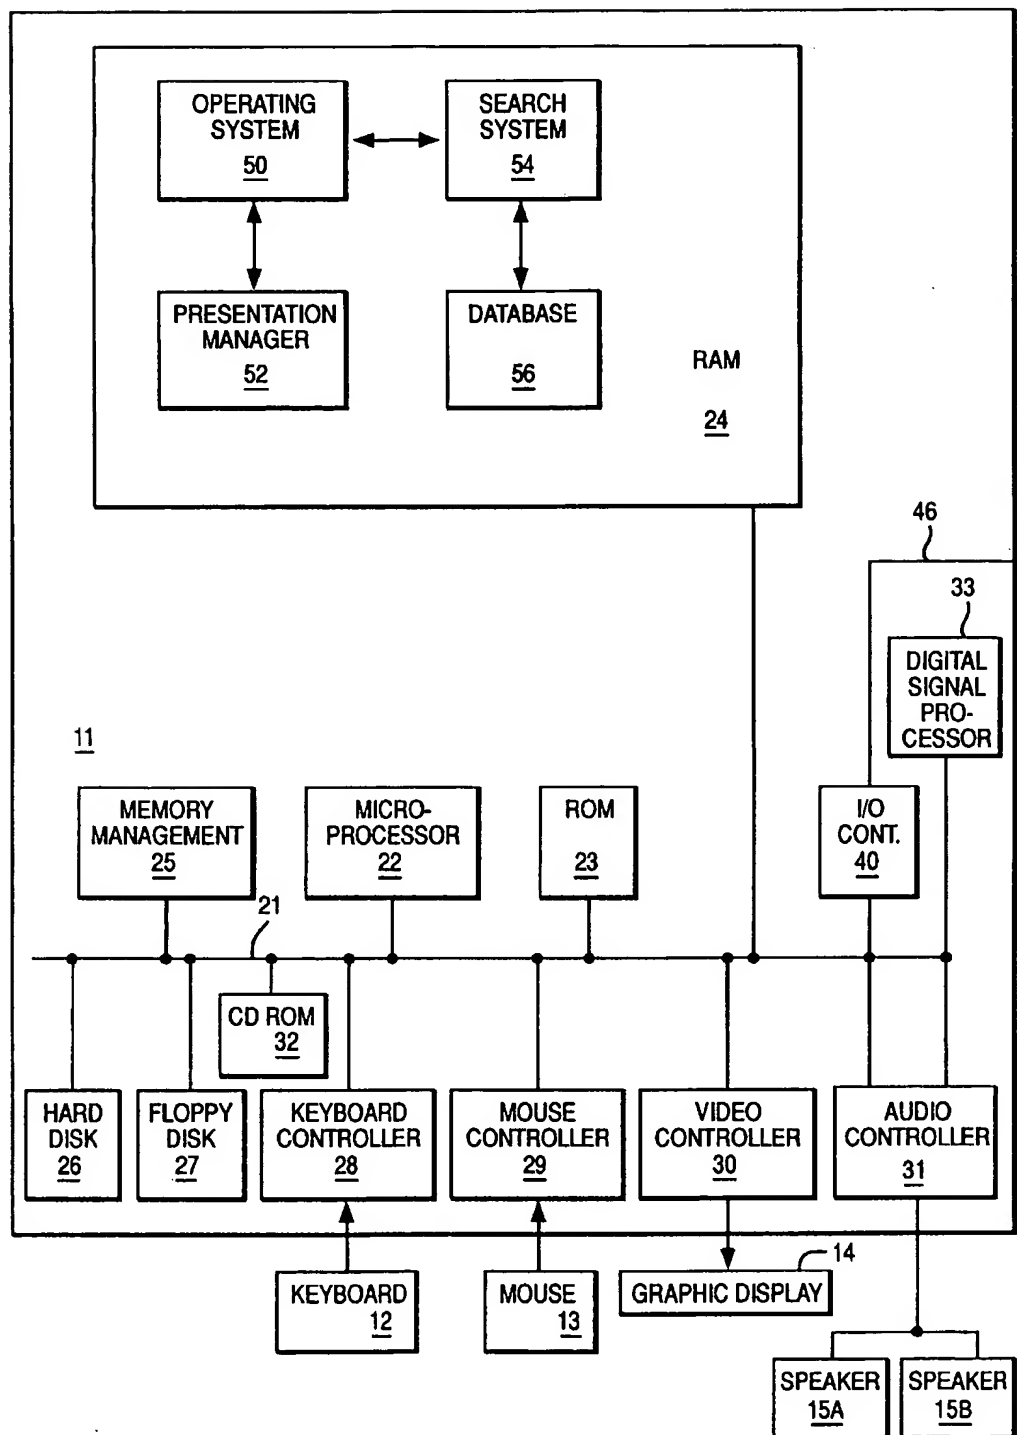 OPERATING
SYSTEM
50
SEARCH
SYSTEM
54
PRESENTATION
MANAGER
52
DATABASE
56
RAM
24
46
33
DIGITAL
SIGNAL
PRO-
CESSOR
11
MEMORY
MANAGEMENT
25
MICRO-
PROCESSOR
22
ROM
23
I/O
CONT.
40
21
CD ROM
32
HARD
DISK
26
FLOPPY
DISK
27
KEYBOARD
CONTROLLER
28
MOUSE
CONTROLLER
29
VIDEO
CONTROLLER
30
AUDIO
CONTROLLER
31
KEYBOARD
12
MOUSE
13
14
GRAPHIC DISPLAY
SPEAKER
15A
SPEAKER
15B